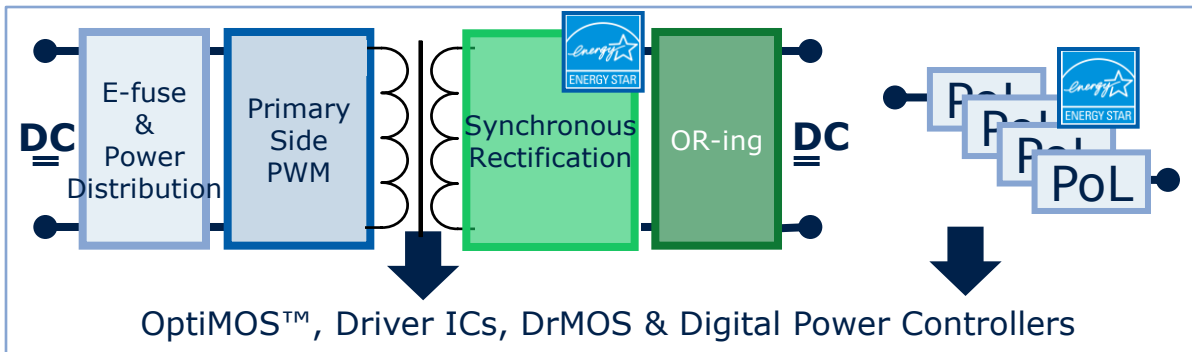 DC
E-fuse
&
Power
Distribution
Primary
Side
PWM
Synchronous
Rectification
energy
ENERGY STAR
OR-ing
DC
PoL
PoL
PoL
PoL
energy
ENERGY STAR
OptiMOS™, Driver ICs, DrMOS & Digital Power Controllers